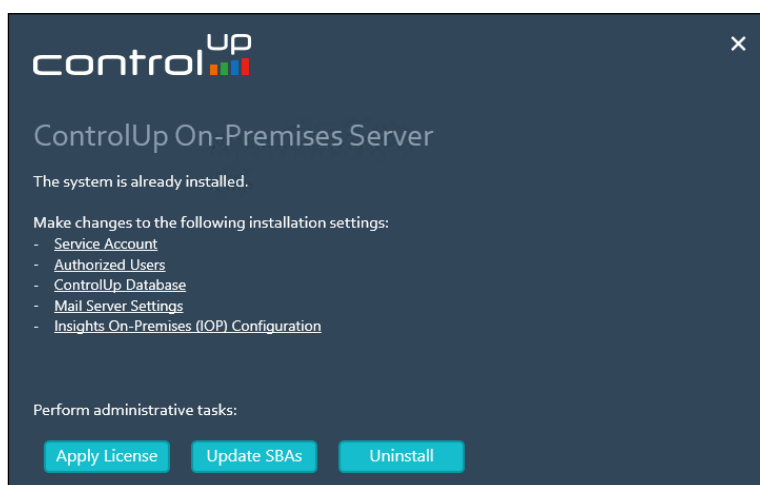 controlup
ControlUp On-Premises Server
The system is already installed.
Make changes to the following installation settings:
- Service Account
- Authorized Users
- ControlUp Database
- Mail Server Settings
- Insights On-Premises (IOP) Configuration
Perform administrative tasks:
Apply License Update SBAs Uninstall